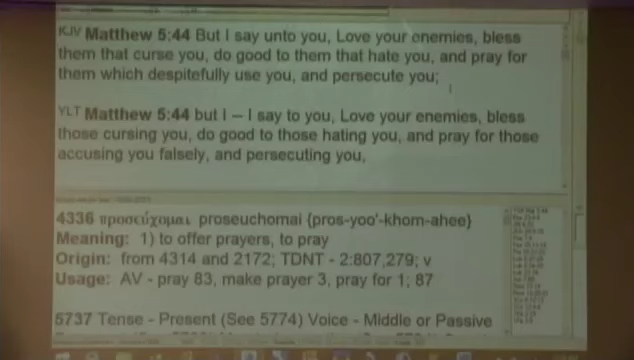 KJV Matthew 5:44 But I say unto you, Love your enemies, bless
them that curse you, do good to them that hate you, and pray for
them which despitefully use you, and persecute you;
YLT Matthew 5:44 but I — I say to you, Love your enemies, bless
those cursing you, do good to those hating you, and pray for those
accusing you falsely, and persecuting you,
4336 προσεύχομαι proseuchomai {pros-yoo'-khom-ahee}
Meaning: 1) to offer prayers, to pray
Origin: from 4314 and 2172; TDNT - 2:807,279; v
Usage: AV - pray 83, make prayer 3, pray for 1; 87
5737 Tense - Present (See 5774) Voice - Middle or Passive